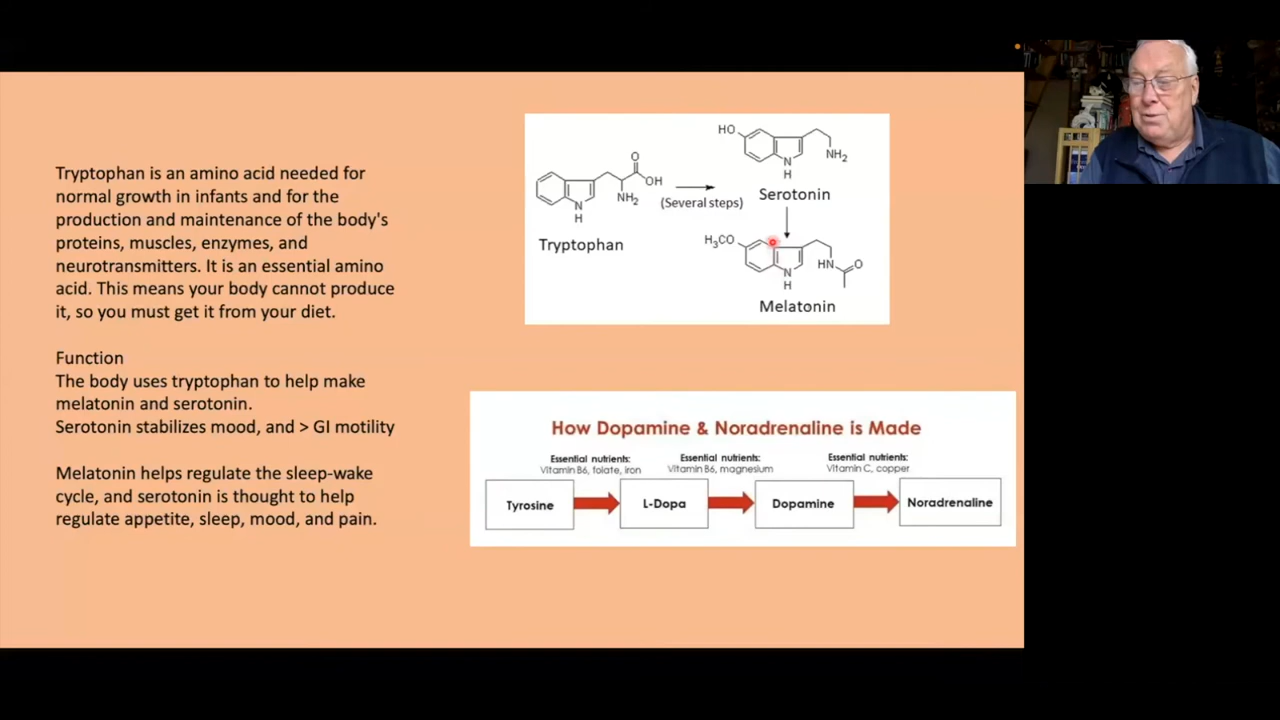 Tryptophan is an amino acid needed for
normal growth in infants and for the
production and maintenance of the body's
proteins, muscles, enzymes, and
neurotransmitters. It is an essential amino
acid. This means your body cannot produce
it, so you must get it from your diet.
Function
The body uses tryptophan to help make
melatonin and serotonin.
Serotonin stabilizes mood, and > GI motility
Melatonin helps regulate the sleep-wake
cycle, and serotonin is thought to help
regulate appetite, sleep, mood, and pain.
O
OH
NH₂
N
H
Tryptophan
(Several steps)
HO
NH₂
N
H
Serotonin
H₃CO
HN
O
N
H
Melatonin
How Dopamine & Noradrenaline is Made
Essential nutrients:
Vitamin B6, folate, iron
Essential nutrients:
Vitamin B6, magnesium
Essential nutrients:
Vitamin C, copper
Tyrosine
L-Dopa
Dopamine
Noradrenaline